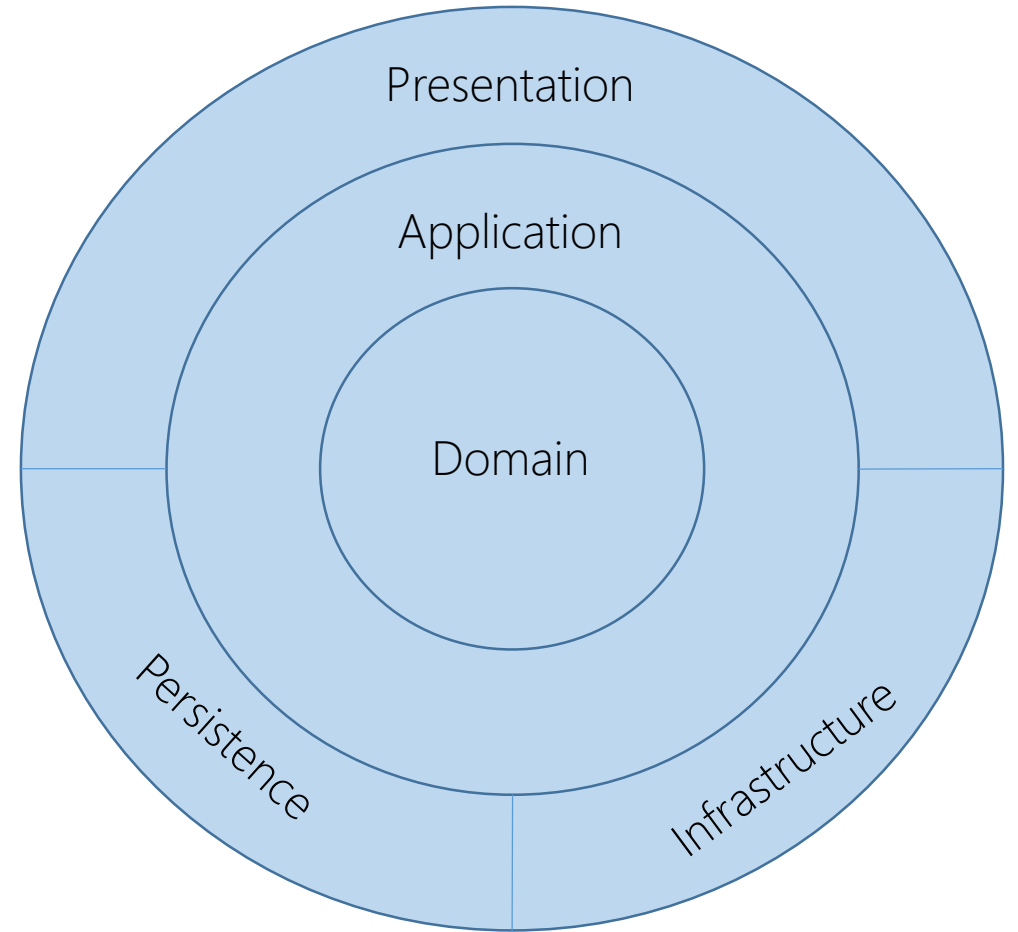 Presentation
Application
Domain
Persistence
Infrastructure